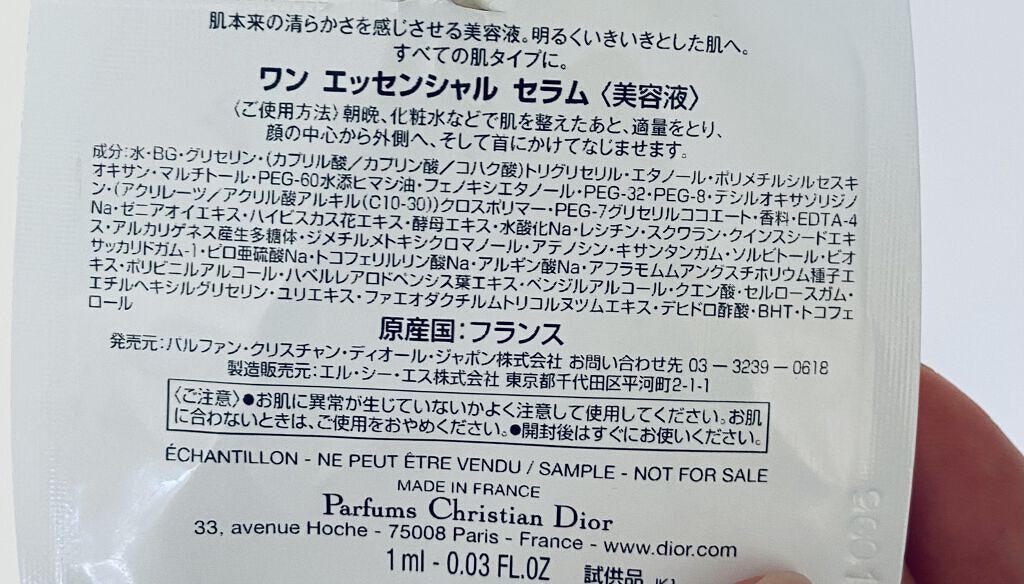 肌本来の清らかさを感じさせる美容液。明るくいきいきとした肌へ。
すべての肌タイプに。
ワン エッセンシャル セラム〈美容液〉
〈ご使用方法〉朝晩、化粧水などで肌を整えたあと、適量をとり、
顔の中心から外側へ、そして首にかけてなじませます。
成分：水・BG・グリセリン・（カプリル酸／カプリン酸／コハク酸）トリグリセリル・エタノール・ポリメチルシルセスキ
オキサン・マルチトール・PEG-60水添ヒマシ油・フェノキシエタノール・PEG-32・PEG-8・デシルオキサゾリジノ
ン・（アクリレーツ／アクリル酸アルキル（C10-30））クロスポリマー・PEG-7グリセリルココエート・香料・EDTA-4
Na・ゼニアオイエキス・ハイビスカス花エキス・酵母エキス・水酸化Na・レシチン・スクワラン・クインスシードエキ
ス・アルカリゲネス産生多糖体・ジメチルメトキシクロマノール・アデノシン・キサンタンガム・ソルビトール・ビオ
サッカリドガム-1・ピロ亜硫酸Na・トコフェリルリン酸Na・アルギン酸Na・アフラモムムアングスチホリウム種子エ
キス・ポリビニルアルコール・ハベルレアロドペンシス葉エキス・ベンジルアルコール・クエン酸・セルロースガム・
エチルヘキシルグリセリン・ユリエキス・ファエオダクチルムトリコルヌツムエキス・デヒドロ酢酸・BHT・トコフェ
ロール
原産国：フランス
発売元：パルファン・クリスチャン・ディオール・ジャポン株式会社 お問い合わせ先 03－3239－0618
製造販売元：エル・シー・エス株式会社 東京都千代田区平河町2-1-1
〈ご注意〉●お肌に異常が生じていないかよく注意して使用してください。お肌
に合わないときは、ご使用をおやめください。●開封後はすぐにお使いください。
ÉCHANTILLON - NE PEUT ÊTRE VENDU / SAMPLE - NOT FOR SALE
MADE IN FRANCE
Parfums Christian Dior
33, avenue Hoche - 75008 Paris - France - www.dior.com
1 ml - 0.03 FL.OZ 試供品